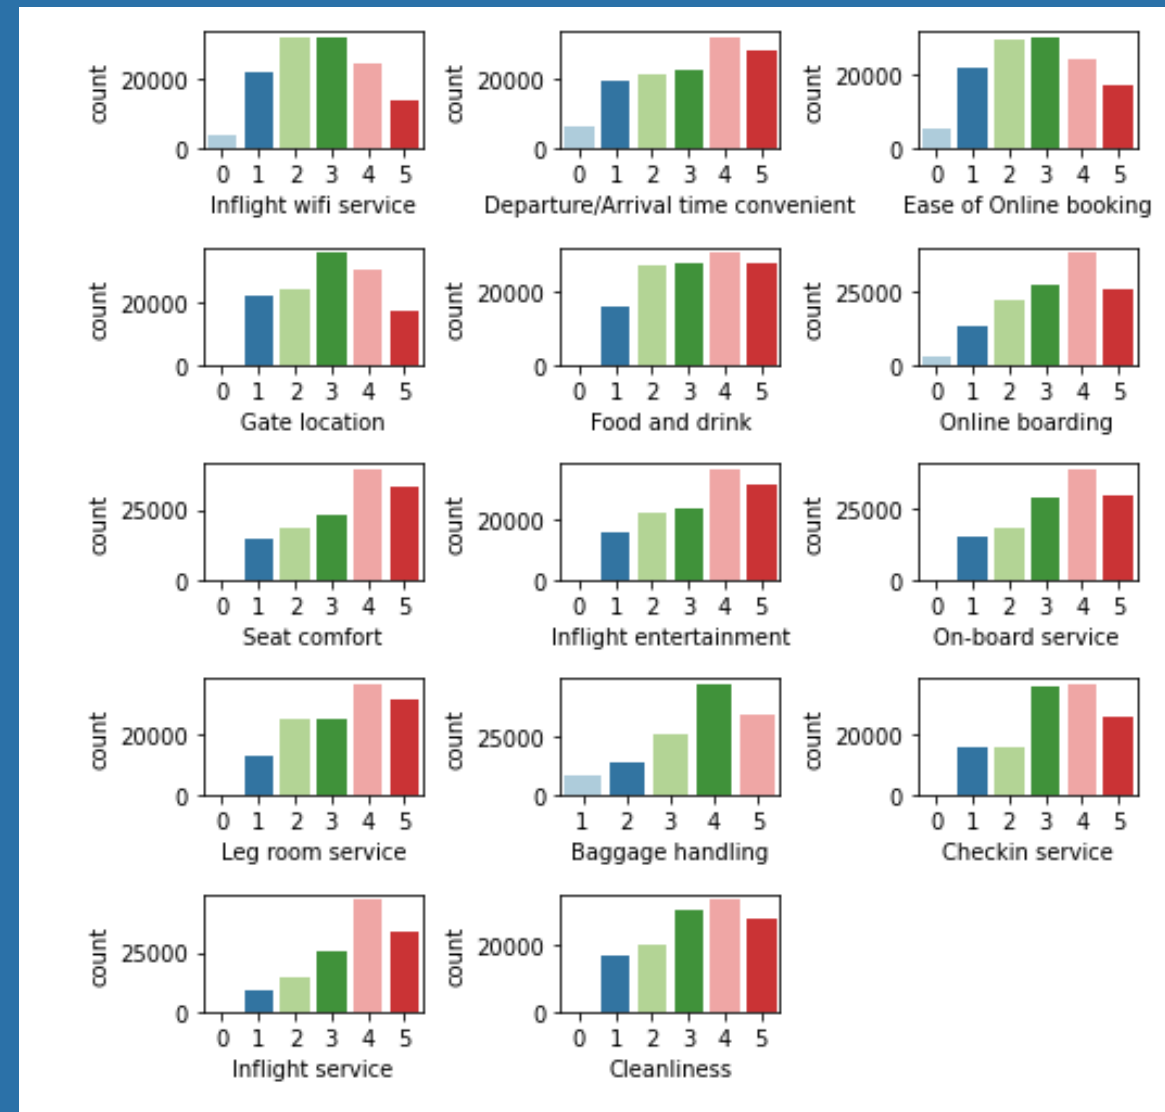 count
20000
0
0 1 2 3 4 5
Inflight wifi service
count
20000
0
0 1 2 3 4 5
Departure/Arrival time convenient
count
20000
0
0 1 2 3 4 5
Ease of Online booking
count
20000
0
0 1 2 3 4 5
Gate location
count
20000
0
0 1 2 3 4 5
Food and drink
count
25000
0
0 1 2 3 4 5
Online boarding
count
25000
0
0 1 2 3 4 5
Seat comfort
count
20000
0
0 1 2 3 4 5
Inflight entertainment
count
25000
0
0 1 2 3 4 5
On-board service
count
20000
0
0 1 2 3 4 5
Leg room service
count
25000
0
1 2 3 4 5
Baggage handling
count
20000
0
0 1 2 3 4 5
Checkin service
count
25000
0
0 1 2 3 4 5
Inflight service
count
20000
0
0 1 2 3 4 5
Cleanliness